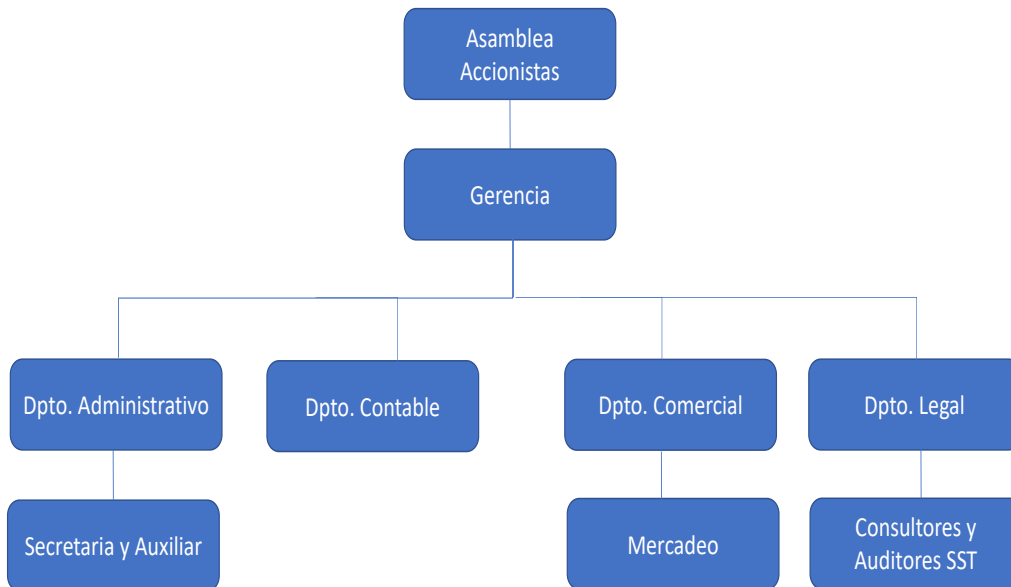 Asamblea
Accionistas
Gerencia
Dpto. Administrativo
Dpto. Contable
Dpto. Comercial
Dpto. Legal
Secretaria y Auxiliar
Mercadeo
Consultores y
Auditores SST